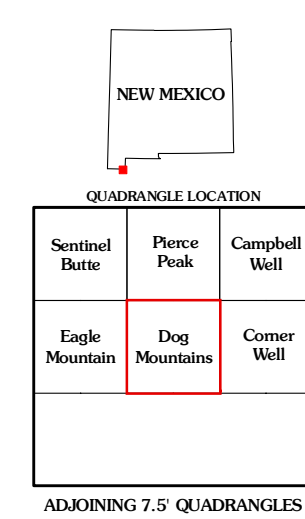 NEW MEXICO
QUADRANGLE LOCATION
Sentinel
Butte
Pierce
Peak
Campbell
Well
Eagle
Mountain
Dog
Mountains
Corner
Well
ADJOINING 7.5' QUADRANGLES